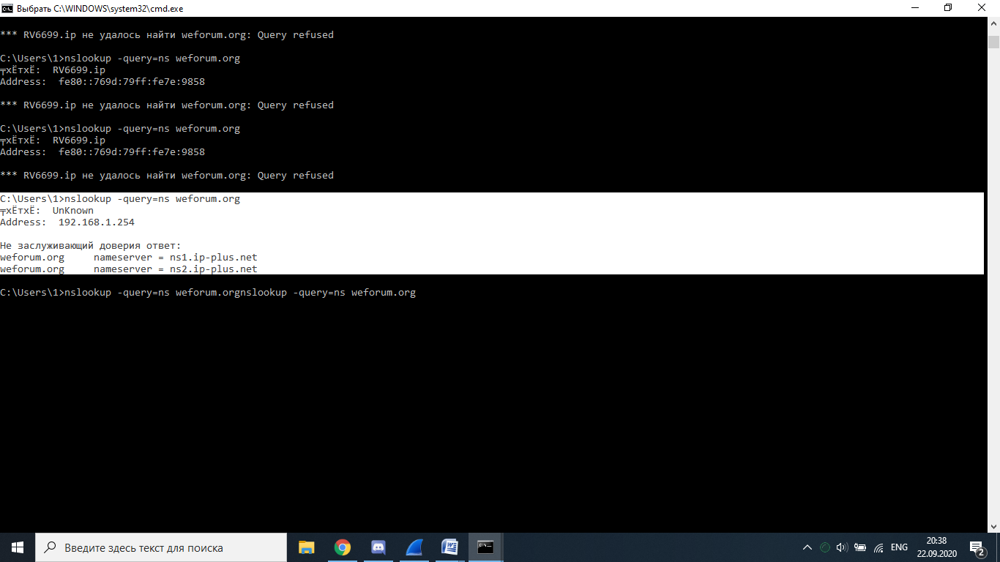 Выбрать C:\WINDOWS\system32\cmd.exe
*** RV6699.ip не удалось найти weforum.org: Query refused
C:\Users\1>nslookup -query=ns weforum.org
╤хЁтхЁ:  RV6699.ip
Address:  fe80::769d:79ff:fe7e:9858
*** RV6699.ip не удалось найти weforum.org: Query refused
C:\Users\1>nslookup -query=ns weforum.org
╤хЁтхЁ:  RV6699.ip
Address:  fe80::769d:79ff:fe7e:9858
*** RV6699.ip не удалось найти weforum.org: Query refused
C:\Users\1>nslookup -query=ns weforum.org
╤хЁтхЁ:  UnKnown
Address:  192.168.1.254
Не заслуживающий доверия ответ:
weforum.org     nameserver = ns1.ip-plus.net
weforum.org     nameserver = ns2.ip-plus.net
C:\Users\1>nslookup -query=ns weforum.orgnslookup -query=ns weforum.org
Введите здесь текст для поиска
ENG
20:38
22.09.2020
2